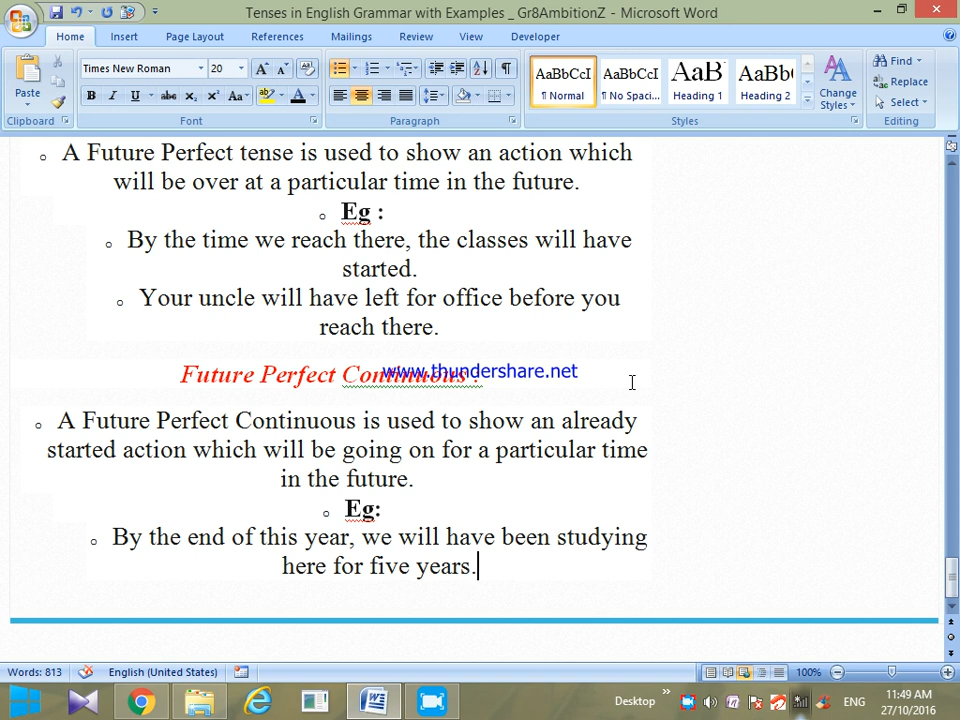 Tenses in English Grammar with Examples _ Gr8AmbitionZ - Microsoft Word
Home Insert Page Layout References Mailings Review View Developer
Paste
Clipboard
Times New Roman 20
B I U abc X₂ X² Aa
Font
Paragraph
AaBbCcI AaBbCcI AaB AaBb
¶ Normal ¶ No Spaci... Heading 1 Heading 2
Change Styles
Styles
Find
Replace
Select
Editing
A Future Perfect tense is used to show an action which
will be over at a particular time in the future.
Eg :
By the time we reach there, the classes will have
started.
Your uncle will have left for office before you
reach there.
Future Perfect Continuous :
www.thundershare.net
A Future Perfect Continuous is used to show an already
started action which will be going on for a particular time
in the future.
Eg:
By the end of this year, we will have been studying
here for five years.
Words: 813 English (United States) 100%
Desktop » ENG 11:49 AM
27/10/2016